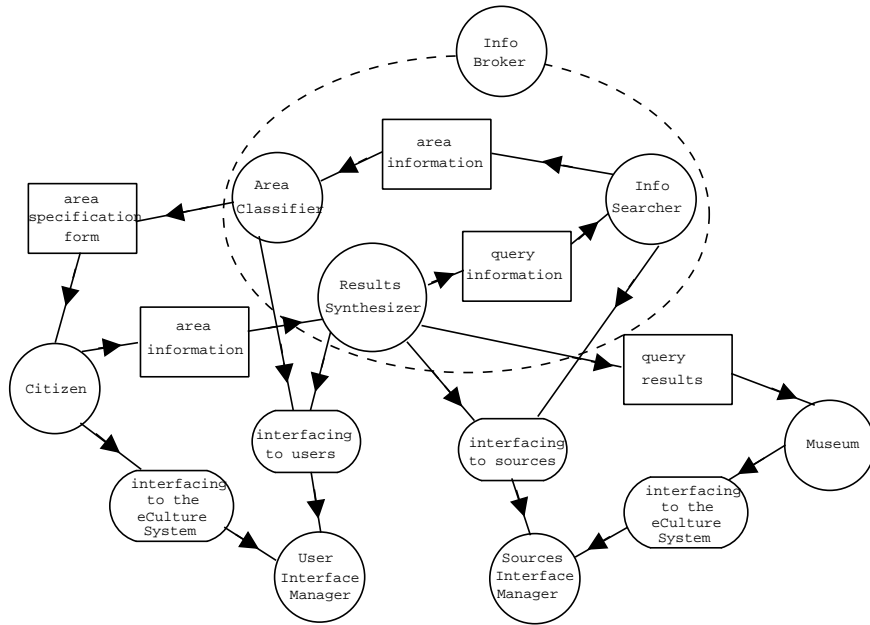 Info
Broker
area
information
Area
Classifier
Info
Searcher
area
specification
form
query
information
Results
Synthesizer
area
information
query
results
Citizen
interfacing
to users
interfacing
to sources
Museum
interfacing
to the
eCulture
System
interfacing
to the
eCulture
System
User
Interface
Manager
Sources
Interface
Manager